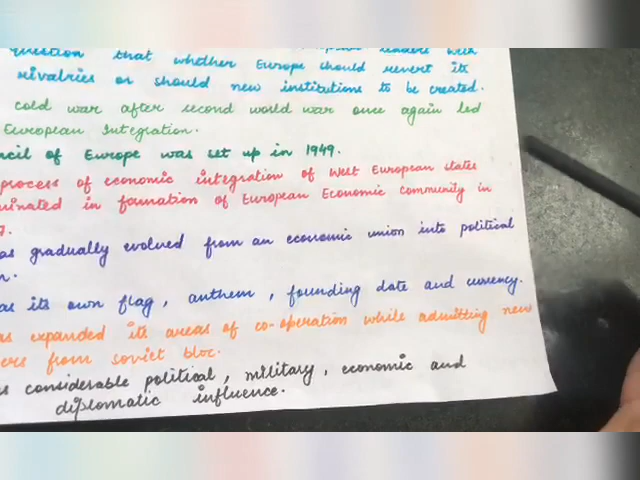 question that whether Europe should revert its
rivalries or should new institutions to be created.
cold war after second world war once again led
European Integration.
ncil of Europe was set up in 1949.
process of economic integration of West European states
minated in formation of European Economic Community in
7.
as gradually evolved from an economic union into political
n.
as its own flag, anthem, founding date and currency.
as expanded its areas of co-operation while admitting new
ers from soviet bloc.
s considerable political, military, economic and
diplomatic influence.